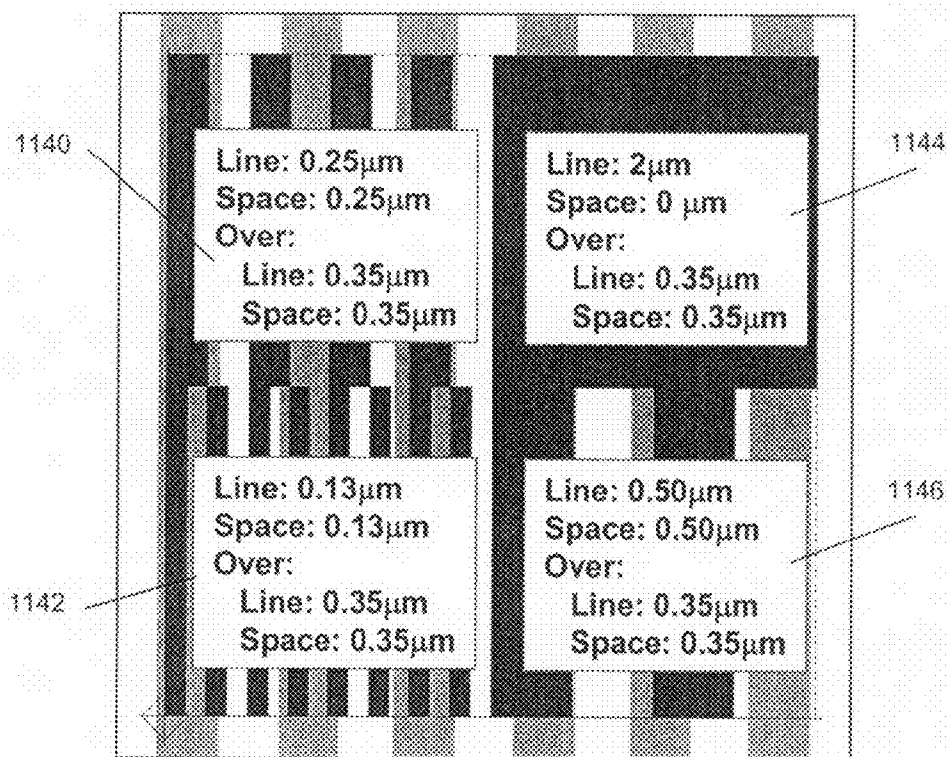 1140
Line: 0.25μm
Space: 0.25μm
Over:
Line: 0.35μm
Space: 0.35μm
1144
Line: 2μm
Space: 0 μm
Over:
Line: 0.35μm
Space: 0.35μm
1142
Line: 0.13μm
Space: 0.13μm
Over:
Line: 0.35μm
Space: 0.35μm
1146
Line: 0.50μm
Space: 0.50μm
Over:
Line: 0.35μm
Space: 0.35μm